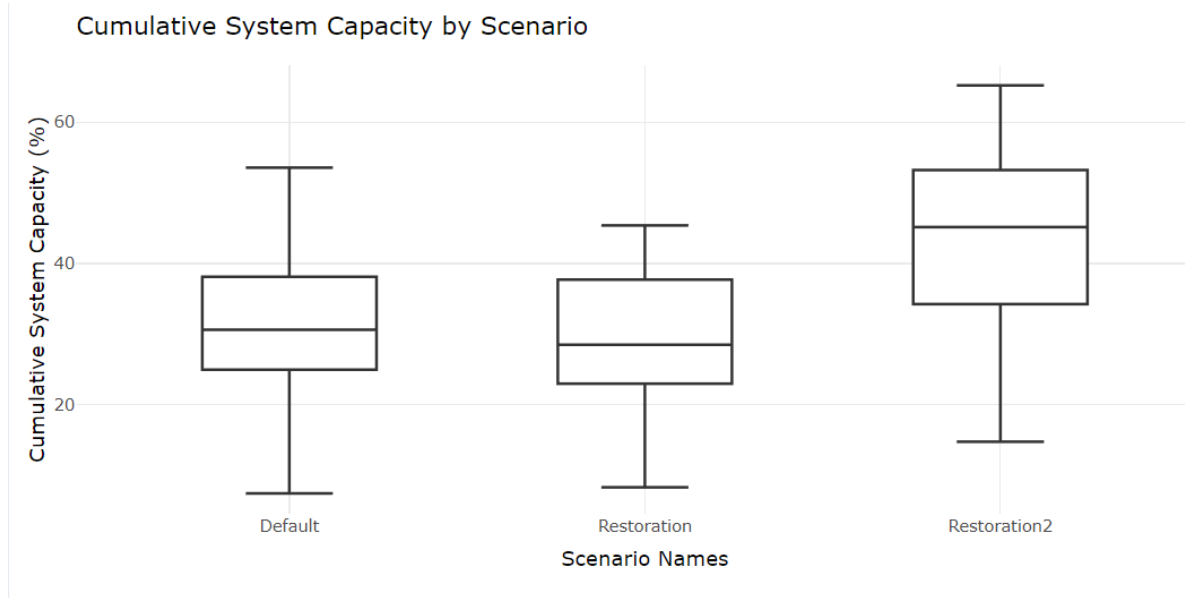 Cumulative System Capacity by Scenario
Cumulative System Capacity (%)
60
40
20
Default
Restoration
Restoration2
Scenario Names